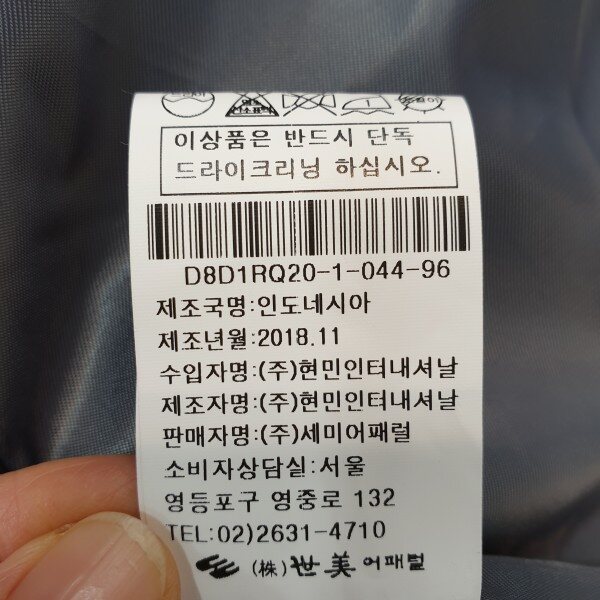 이상품은 반드시 단독
드라이크리닝 하십시오.
D8D1RQ20-1-044-96
제조국명:인도네시아
제조년월:2018.11
수입자명:(주)현민인터내셔날
제조자명:(주)현민인터내셔날
판매자명:(주)세미어패럴
소비자상담실:서울
영등포구 영중로 132
TEL:02)2631-4710
(株)世美어패럴